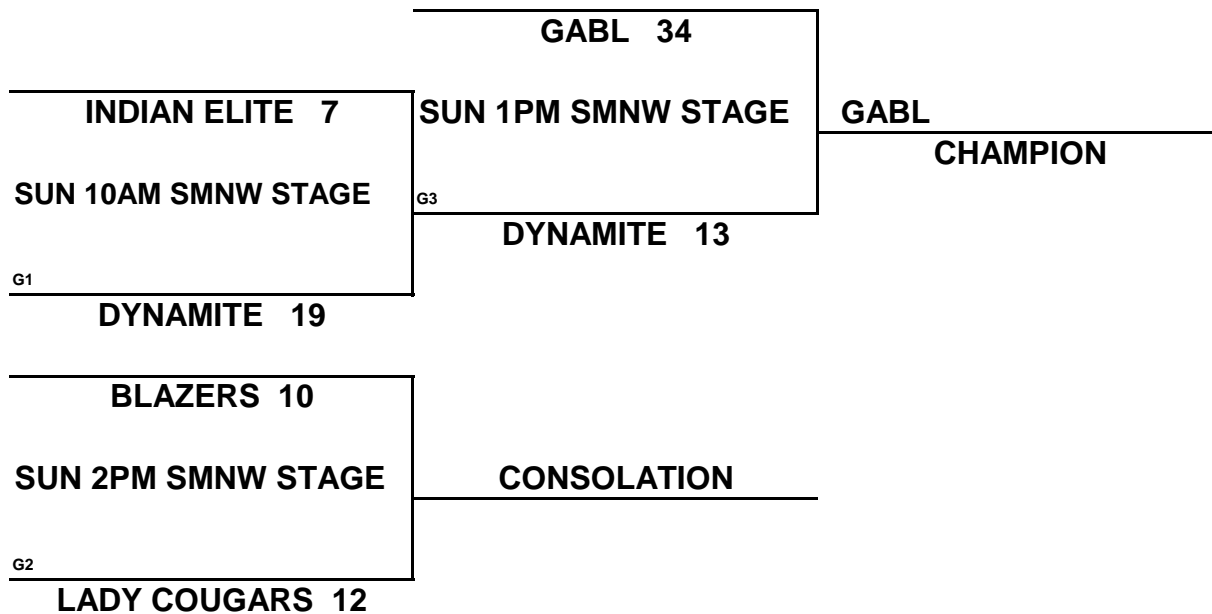 GABL 34
INDIAN ELITE 7
SUN 1PM SMNW STAGE
GABL
CHAMPION
SUN 10AM SMNW STAGE
G3
DYNAMITE 13
G1
DYNAMITE 19
BLAZERS 10
SUN 2PM SMNW STAGE
CONSOLATION
G2
LADY COUGARS 12